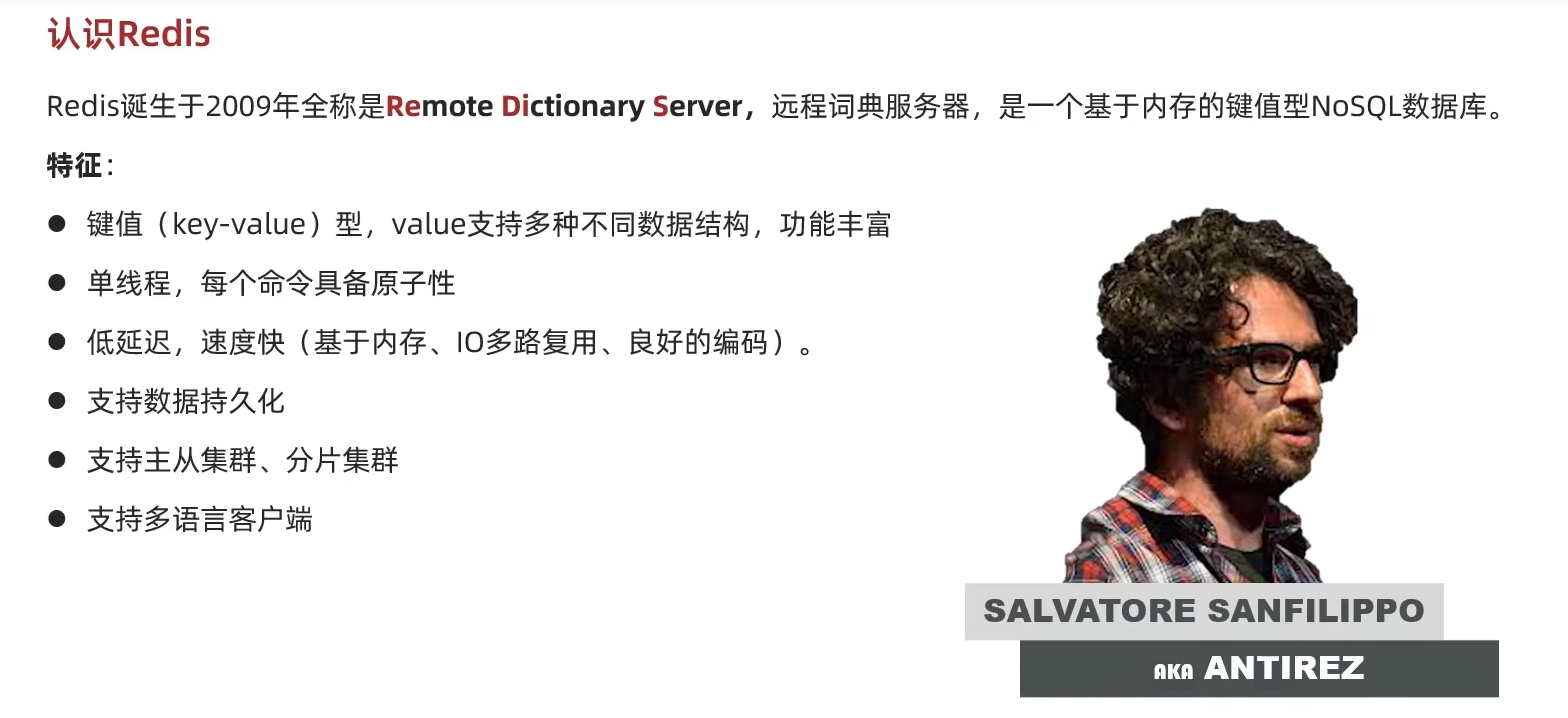 认识Redis
Redis诞生于2009年全称是Remote Dictionary Server，远程词典服务器，是一个基于内存的键值型NoSQL数据库。
特征：
● 键值（key-value）型，value支持多种不同数据结构，功能丰富
● 单线程，每个命令具备原子性
● 低延迟，速度快（基于内存、IO多路复用、良好的编码）。
● 支持数据持久化
● 支持主从集群、分片集群
● 支持多语言客户端
SALVATORE SANFILIPPO
AKA ANTIREZ